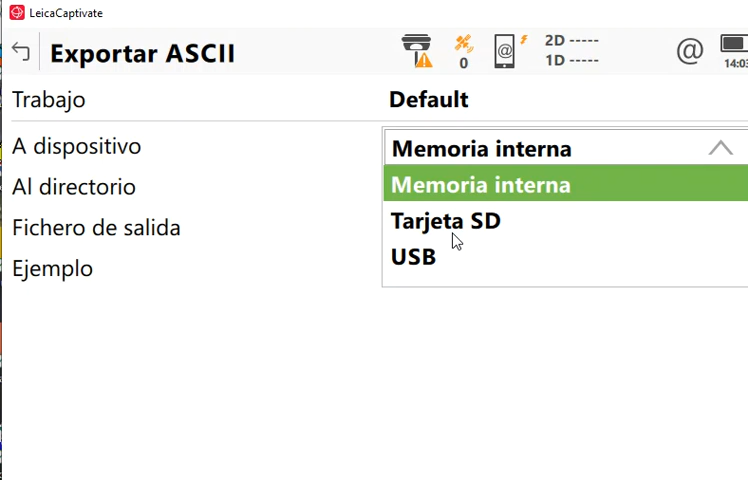 LeicaCaptivate
Exportar ASCII
0
@
2D -----
1D -----
@
14:03
Trabajo
Default
A dispositivo
Memoria interna
Al directorio
Memoria interna
Fichero de salida
Tarjeta SD
Ejemplo
USB